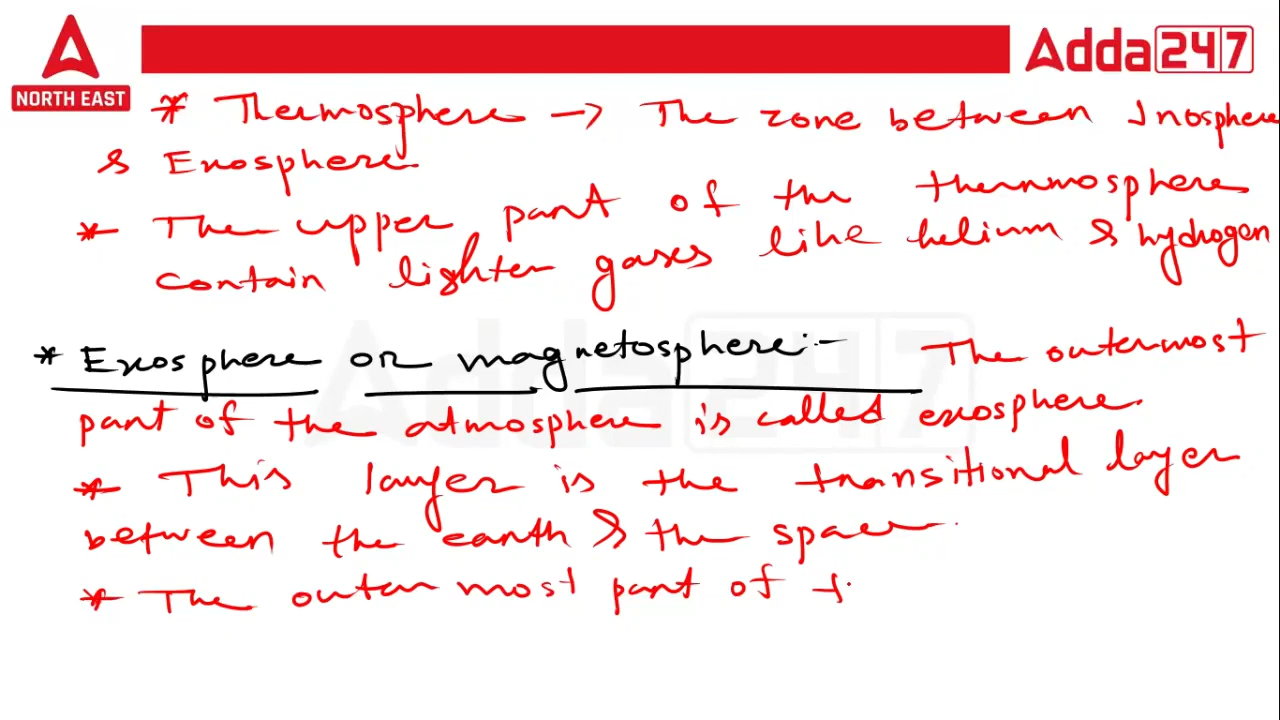 NORTH EAST
Adda247
* Thermosphere → The zone between Inosphere
& Exosphere
* The upper part of the thermosphere
contain lighter gases like helium & hydrogen
* Exosphere or magnetosphere:- The outermost
part of the atmosphere is called exosphere.
* This layer is the transitional layer
between the earth & the space.
* The outer most part of t